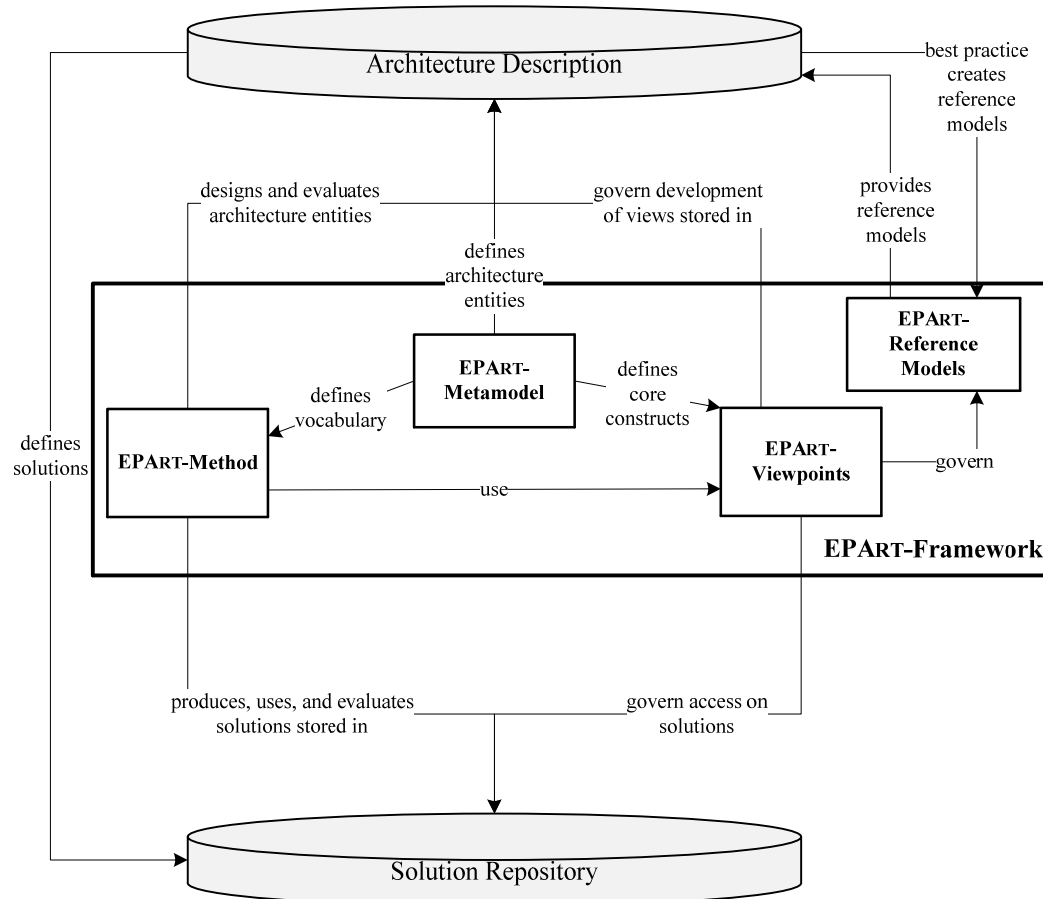 Architecture Description
best practice
creates
reference
models
designs and evaluates
architecture entities
govern development
of views stored in
provides
reference
models
defines
architecture
entities
EPART-
Reference
Models
EPART-
Metamodel
defines
vocabulary
defines
core
constructs
defines
solutions
EPART-Method
EPART-
Viewpoints
govern
use
EPART-Framework
produces, uses, and evaluates
solutions stored in
govern access on
solutions
Solution Repository